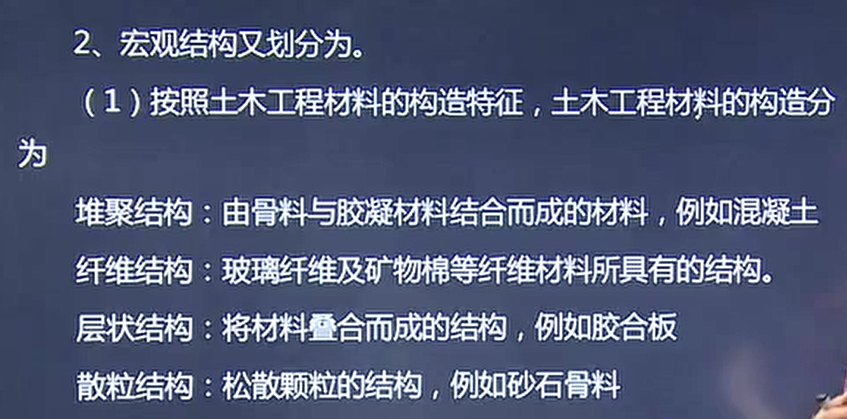 2、宏观结构又划分为。
（1）按照土木工程材料的构造特征，土木工程材料的构造分
为
堆聚结构：由骨料与胶凝材料结合而成的材料，例如混凝土
纤维结构：玻璃纤维及矿物棉等纤维材料所具有的结构。
层状结构：将材料叠合而成的结构，例如胶合板
散粒结构：松散颗粒的结构，例如砂石骨料